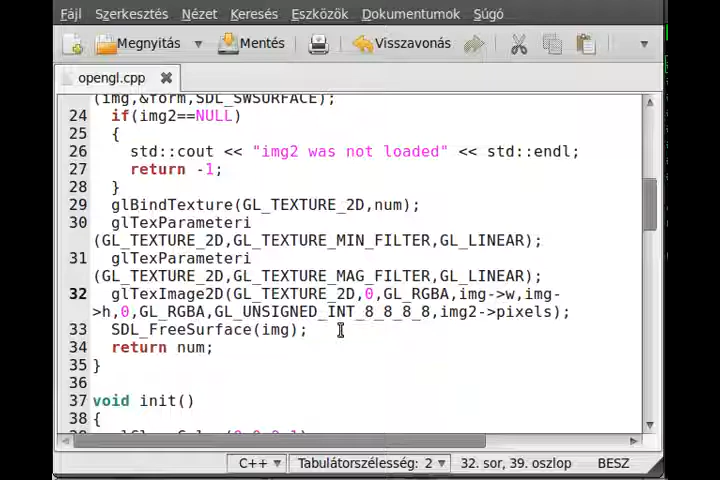 Fájl Szerkesztés Nézet Keresés Eszközök Dokumentumok Súgó
Megnyitás Mentés Visszavonás
opengl.cpp
(img,&form,SDL_SWSURFACE);
24 if(img2==NULL)
25 {
26 std::cout << "img2 was not loaded" << std::endl;
27 return -1;
28 }
29 glBindTexture(GL_TEXTURE_2D,num);
30 glTexParameteri
(GL_TEXTURE_2D,GL_TEXTURE_MIN_FILTER,GL_LINEAR);
31 glTexParameteri
(GL_TEXTURE_2D,GL_TEXTURE_MAG_FILTER,GL_LINEAR);
32 glTexImage2D(GL_TEXTURE_2D,0,GL_RGBA,img->w,img-
>h,0,GL_RGBA,GL_UNSIGNED_INT_8_8_8_8,img2->pixels);
33 SDL_FreeSurface(img);
34 return num;
35 }
36
37 void init()
38 {
C++ Tabulátorszélesség: 2 32. sor, 39. oszlop BESZ